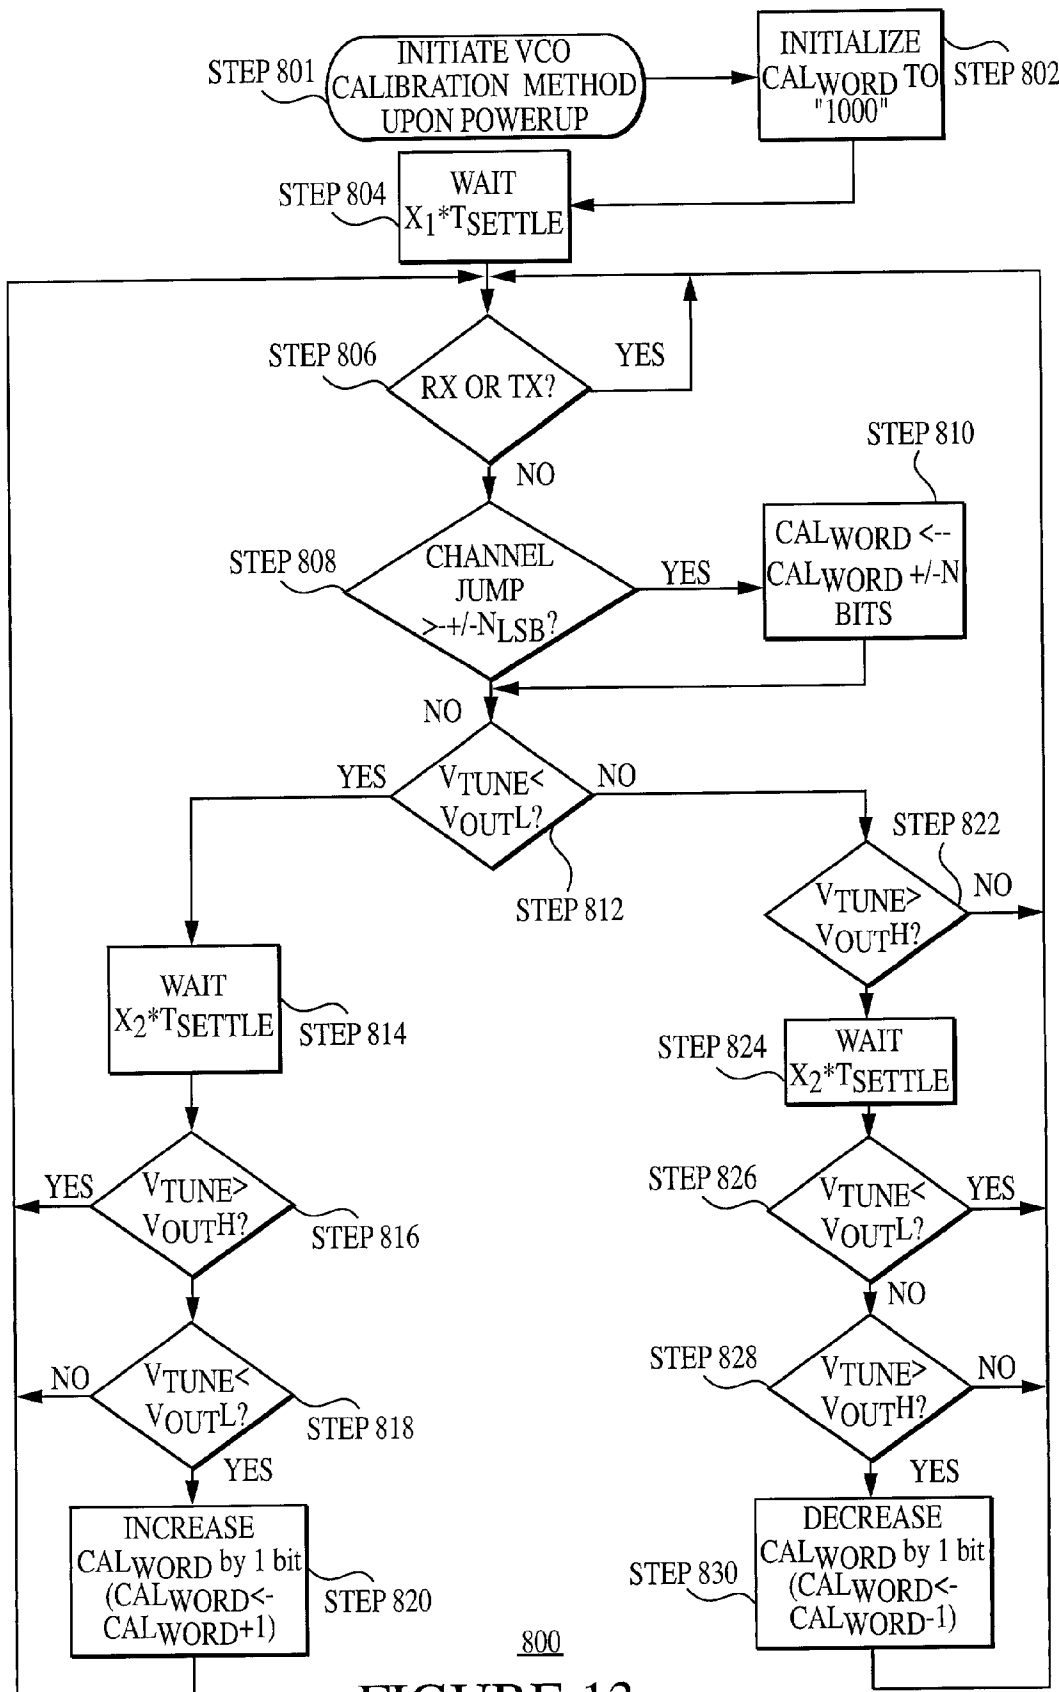 INITIATE VCO
CALIBRATION METHOD
UPON POWERUP
STEP 801
INITIALIZE
CALWORD TO
"1000"
STEP 802
STEP 804
WAIT
X1*TSETTLE
STEP 806
RX OR TX?
YES
NO
STEP 808
CHANNEL
JUMP
>-+/-NLSB?
YES
STEP 810
CALWORD <--
CALWORD +/-N
BITS
NO
YES
VTUNE<
VOUTL?
NO
STEP 812
STEP 822
VTUNE>
VOUTH?
NO
WAIT
X2*TSETTLE
STEP 814
STEP 824
WAIT
X2*TSETTLE
YES
VTUNE>
VOUTH?
STEP 816
STEP 826
VTUNE<
VOUTL?
YES
NO
NO
VTUNE<
VOUTL?
STEP 818
YES
STEP 828
VTUNE>
VOUTH?
NO
YES
INCREASE
CALWORD by 1 bit
(CALWORD<-
CALWORD+1)
STEP 820
STEP 830
DECREASE
CALWORD by 1 bit
(CALWORD<-
CALWORD-1)
800
FIGURE 13